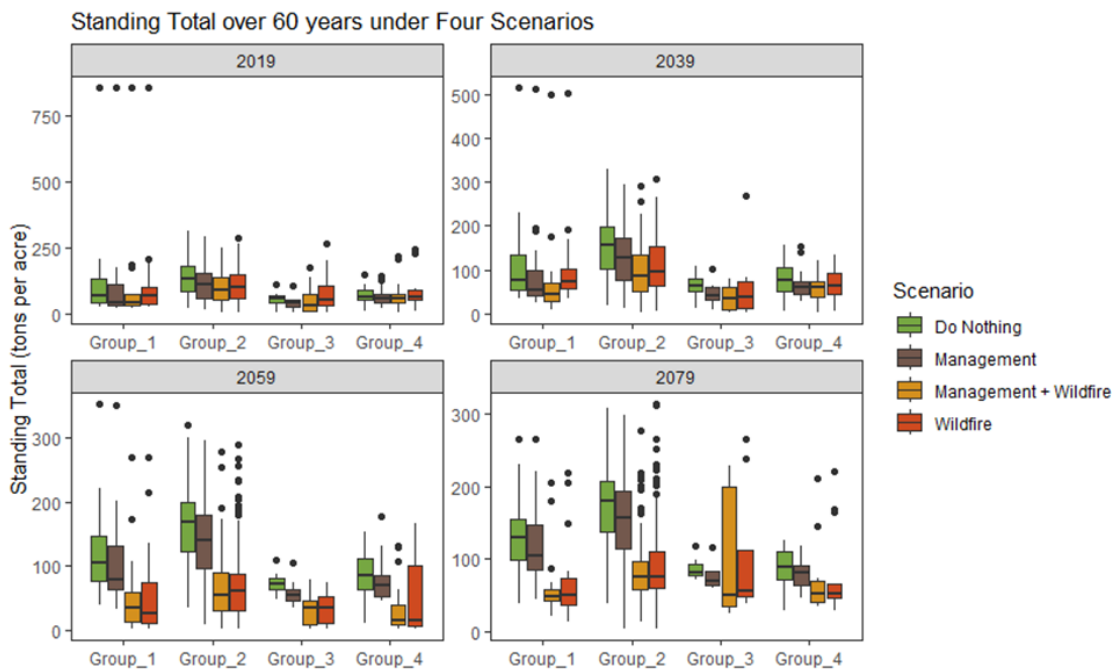 Standing Total over 60 years under Four Scenarios
2019
2039
Standing Total (tons per acre)
750
500
250
0
500
400
300
200
100
0
Group_1 Group_2 Group_3 Group_4
Group_1 Group_2 Group_3 Group_4
2059
2079
300
200
100
0
300
200
100
0
Group_1 Group_2 Group_3 Group_4
Group_1 Group_2 Group_3 Group_4
Scenario
Do Nothing
Management
Management + Wildfire
Wildfire